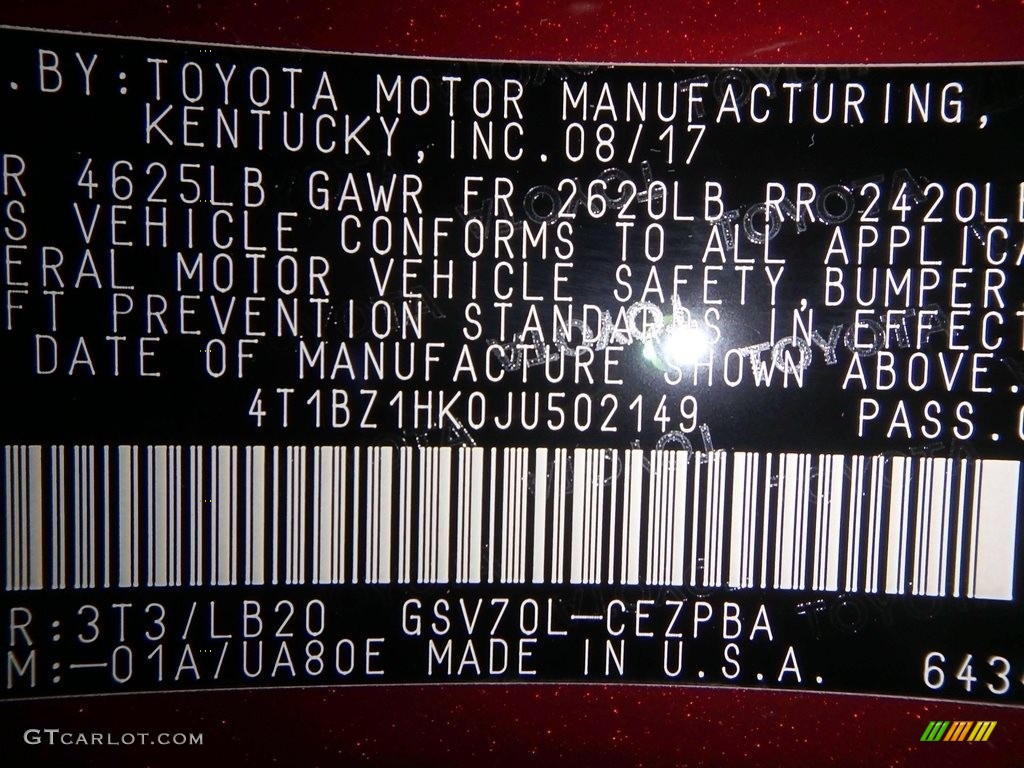 .BY:TOYOTA MOTOR MANUFACTURING,
KENTUCKY,INC.08/17
R 4625LB GAWR FR 2620LB RR 2420L
S VEHICLE CONFORMS TO ALL APPLICA
ERAL MOTOR VEHICLE SAFETY,BUMPER
FT PREVENTION STANDARDS IN EFFECT
DATE OF MANUFACTURE SHOWN ABOVE.
4T1BZ1HK0JU502149 PASS.
R:3T3/LB20 GSV70L-CEZPBA
M:-01A/UA80E MADE IN U.S.A. 643
GTCARLOT.COM